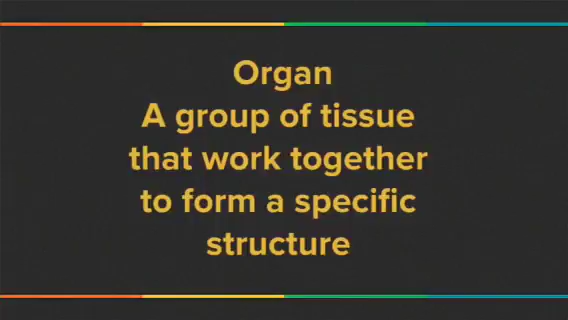 Organ
A group of tissue
that work together
to form a specific
structure